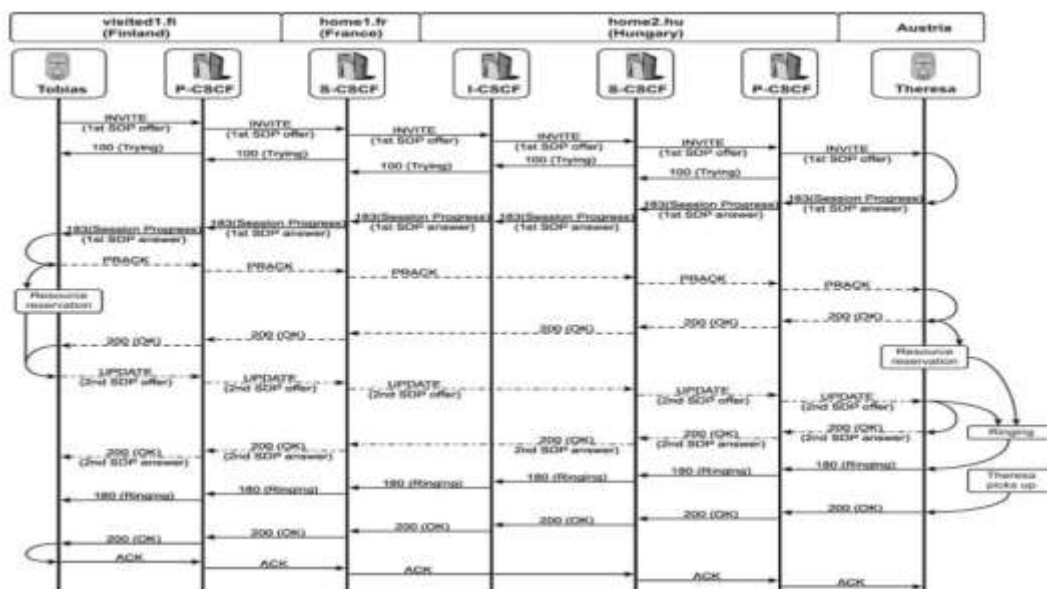 visited1.fi
(Finland)
home1.fr
(France)
home2.hu
(Hungary)
Austria
Tobias
P-CSCF
S-CSCF
I-CSCF
S-CSCF
P-CSCF
Theresa
INVITE
(1st SDP offer)
INVITE
(1st SDP offer)
INVITE
(1st SDP offer)
INVITE
(1st SDP offer)
INVITE
(1st SDP offer)
INVITE
(1st SDP offer)
100 (Trying)
100 (Trying)
100 (Trying)
100 (Trying)
100 (Trying)
183(Session Progress)
(1st SDP answer)
183(Session Progress)
(1st SDP answer)
183(Session Progress)
(1st SDP answer)
183(Session Progress)
(1st SDP answer)
183(Session Progress)
(1st SDP answer)
183(Session Progress)
(1st SDP answer)
PRACK
PRACK
PRACK
PRACK
PRACK
Resource
reservation
200 (OK)
200 (OK)
200 (OK)
200 (OK)
200 (OK)
200 (OK)
Resource
reservation
UPDATE
(2nd SDP offer)
UPDATE
(2nd SDP offer)
UPDATE
(2nd SDP offer)
UPDATE
(2nd SDP offer)
UPDATE
(2nd SDP offer)
200 (OK)
(2nd SDP answer)
200 (OK)
(2nd SDP answer)
200 (OK)
2nd SDP answer)
200 (OK)
(2nd SDP answer)
200 (OK)
(2nd SDP answer)
Ringing
180 (Ringing)
180 (Ringing)
180 (Ringing)
180 (Ringing)
180 (Ringing)
180 (Ringing)
Theresa
picks up
200 (OK)
200 (OK)
200 (OK)
200 (OK)
200 (OK)
200 (OK)
ACK
ACK
ACK
ACK
ACK